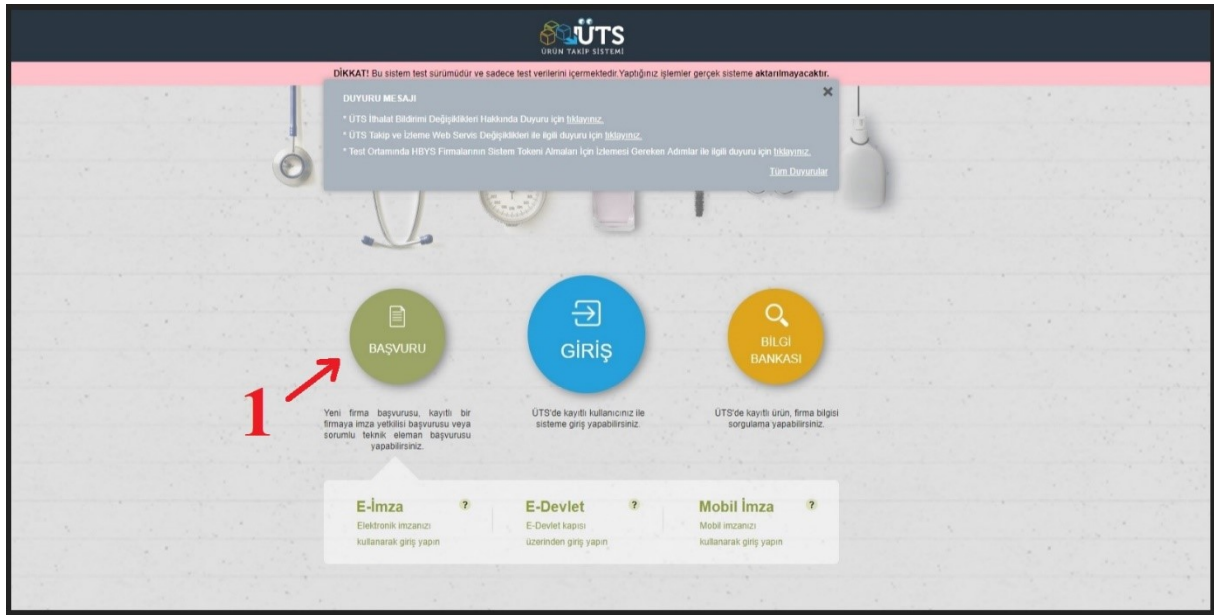 ÜTS
ÜRÜN TAKİP SİSTEMİ
DİKKAT! Bu sistem test sürümüdür ve sadece test verilerini içermektedir.Yaptığınız işlemler gerçek sisteme aktarılmayacaktır.
DUYURU MESAJI
* ÜTS İthalat Bildirimi Değişiklikleri Hakkında Duyuru için tıklayınız.
* ÜTS Takip ve İzleme Web Servis Değişiklikleri ile ilgili duyuru için tıklayınız.
* Test Ortamında HBYS Firmalarının Sistem Tokeni Almaları İçin İzlemesi Gereken Adımlar ile ilgili duyuru için tıklayınız.
Tüm Duyurular
BAŞVURU
GİRİŞ
BİLGİ
BANKASI
1
Yeni firma başvurusu, kayıtlı bir
firmaya imza yetkilisi başvurusu veya
sorumlu teknik eleman başvurusu
yapabilirsiniz.
ÜTS'de kayıtlı kullanıcınız ile
sisteme giriş yapabilirsiniz.
ÜTS'de kayıtlı ürün, firma bilgisi
sorgulama yapabilirsiniz.
E-İmza ?
Elektronik imzanızı
kullanarak giriş yapın
E-Devlet ?
E-Devlet kapısı
üzerinden giriş yapın
Mobil İmza ?
Mobil imzanızı
kullanarak giriş yapın